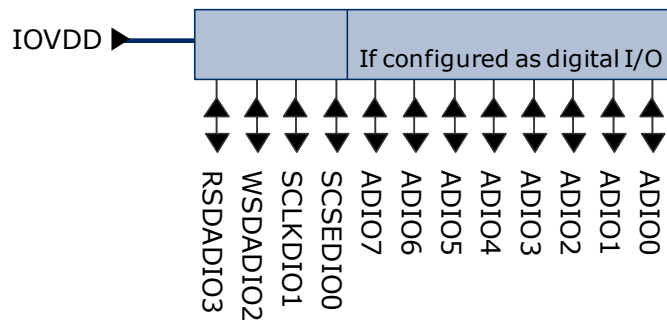 IOVDD
If configured as digital I/O
RSDADIO3
WSDADIO2
SCLKDIO1
SCSEDIO0
ADIO7
ADIO6
ADIO5
ADIO4
ADIO3
ADIO2
ADIO1
ADIO0